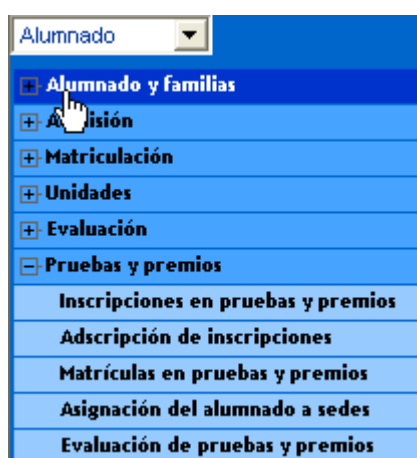 Alumnado
Alumnado y familias
Admisión
Matriculación
Unidades
Evaluación
Pruebas y premios
Inscripciones en pruebas y premios
Adscripción de inscripciones
Matrículas en pruebas y premios
Asignación del alumnado a sedes
Evaluación de pruebas y premios